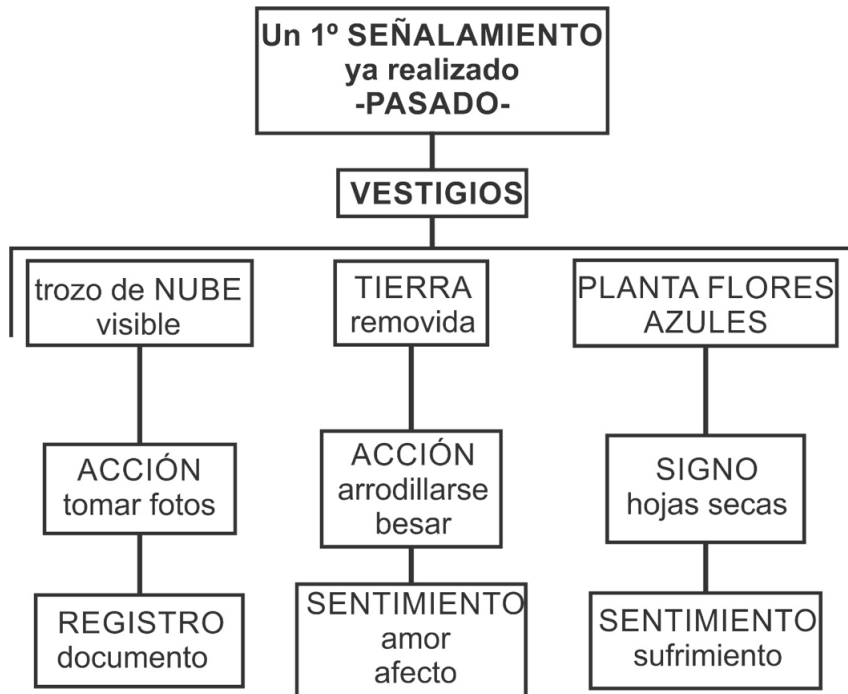 Un 1º SEÑALAMIENTO
ya realizado
-PASADO-
VESTIGIOS
trozo de NUBE
visible
TIERRA
removida
PLANTA FLORES
AZULES
ACCIÓN
tomar fotos
ACCIÓN
arrodillarse
besar
SIGNO
hojas secas
REGISTRO
documento
SENTIMIENTO
amor
afecto
SENTIMIENTO
sufrimiento